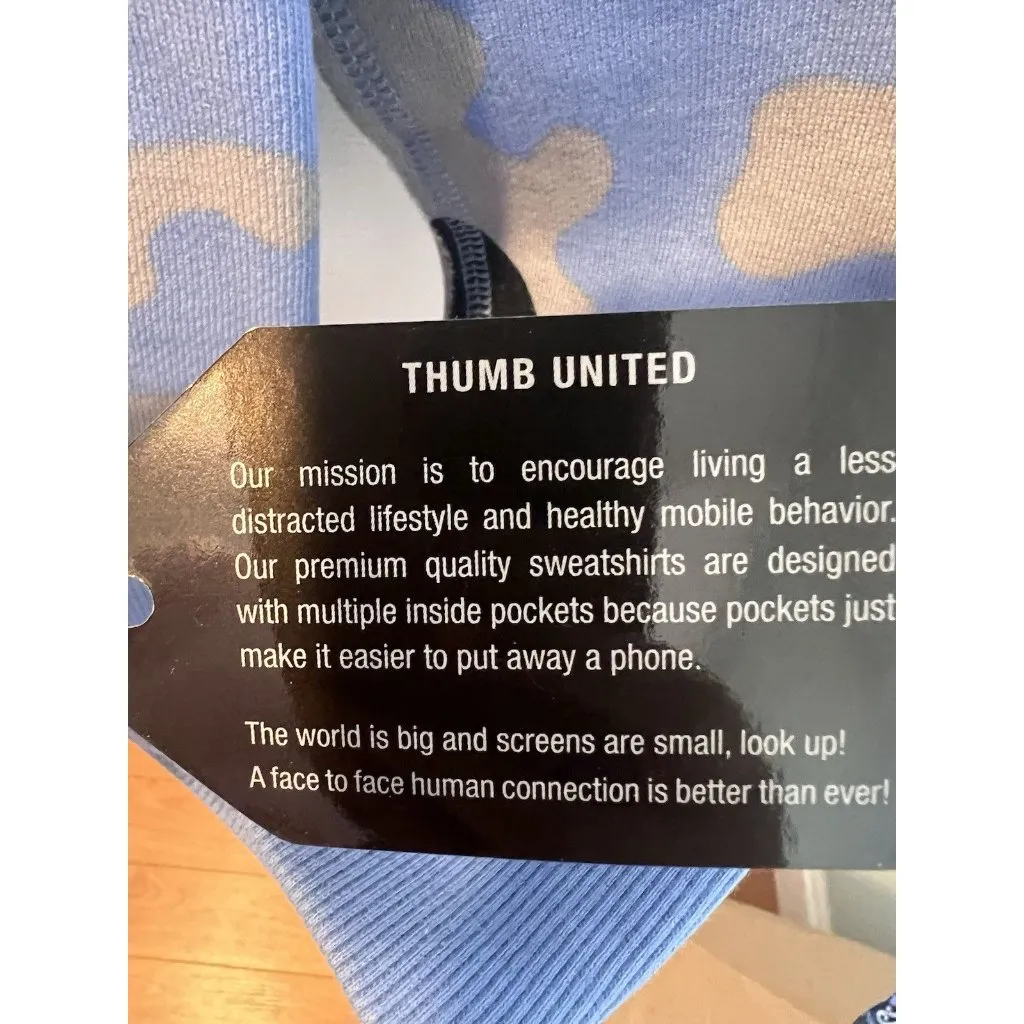 THUMB UNITED
Our mission is to encourage living a less
distracted lifestyle and healthy mobile behavior.
Our premium quality sweatshirts are designed
with multiple inside pockets because pockets just
make it easier to put away a phone.
The world is big and screens are small, look up!
A face to face human connection is better than ever!